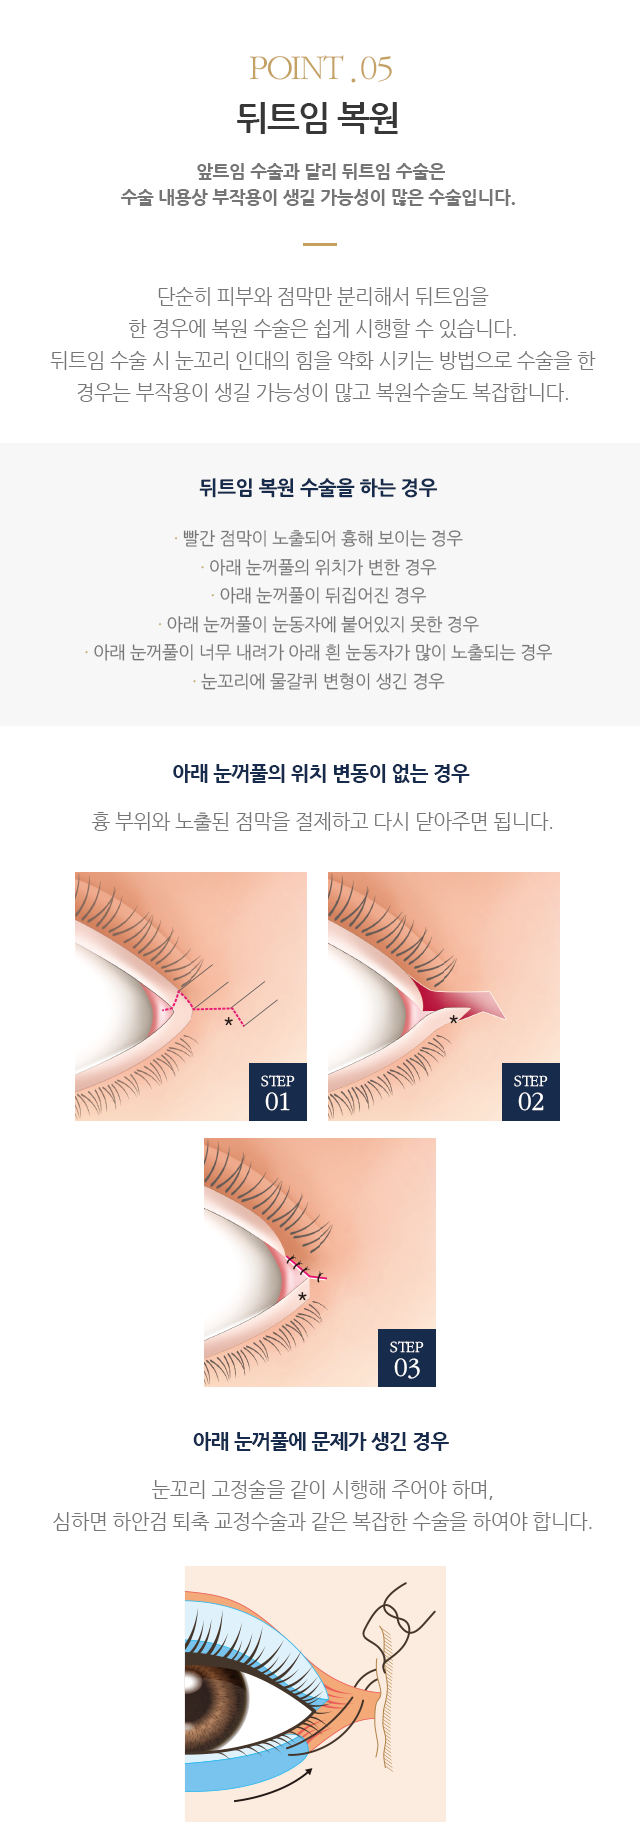 POINT . 05
뒤트임 복원
앞트임 수술과 달리 뒤트임 수술은
수술 내용상 부작용이 생길 가능성이 많은 수술입니다.
단순히 피부와 점막만 분리해서 뒤트임을
한 경우에 복원 수술은 쉽게 시행할 수 있습니다.
뒤트임 수술 시 눈꼬리 인대의 힘을 약화 시키는 방법으로 수술을 한
경우는 부작용이 생길 가능성이 많고 복원수술도 복잡합니다.
뒤트임 복원 수술을 하는 경우
· 빨간 점막이 노출되어 흉해 보이는 경우
· 아래 눈꺼풀의 위치가 변한 경우
· 아래 눈꺼풀이 뒤집어진 경우
· 아래 눈꺼풀이 눈동자에 붙어있지 못한 경우
· 아래 눈꺼풀이 너무 내려가 아래 흰 눈동자가 많이 노출되는 경우
· 눈꼬리에 물갈퀴 변형이 생긴 경우
아래 눈꺼풀의 위치 변동이 없는 경우
흉 부위와 노출된 점막을 절제하고 다시 닫아주면 됩니다.
*
STEP
01
*
STEP
02
*
STEP
03
아래 눈꺼풀에 문제가 생긴 경우
눈꼬리 고정술을 같이 시행해 주어야 하며,
심하면 하안검 퇴축 교정수술과 같은 복잡한 수술을 하여야 합니다.